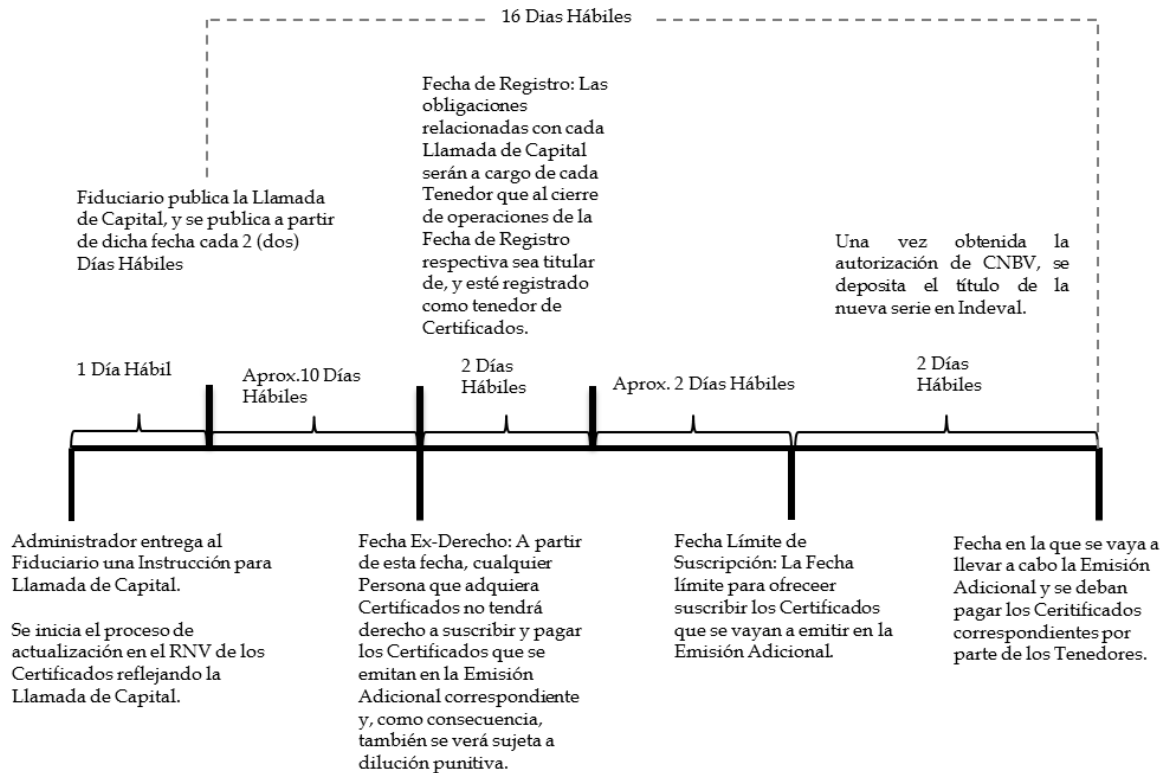 16 Dias Hábiles
Fiduciario publica la Llamada
de Capital, y se publica a partir
de dicha fecha cada 2 (dos)
Días Hábiles
Fecha de Registro: Las
obligaciones
relacionadas con cada
Llamada de Capital
serán a cargo de cada
Tenedor que al cierre
de operaciones de la
Fecha de Registro
respectiva sea titular
de, y esté registrado
como tenedor de
Certificados.
Una vez obtenida la
autorización de CNBV, se
deposita el título de la
nueva serie en Indeval.
1 Día Hábil
Aprox.10 Días
Hábiles
2 Días
Hábiles
Aprox. 2 Días Hábiles
2 Días
Hábiles
Administrador entrega al
Fiduciario una Instrucción para
Llamada de Capital.
Se inicia el proceso de
actualización en el RNV de los
Certificados reflejando la
Llamada de Capital.
Fecha Ex-Derecho: A partir
de esta fecha, cualquier
Persona que adquiera
Certificados no tendrá
derecho a suscribir y pagar
los Certificados que se
emitan en la Emisión
Adicional correspondiente
y, como consecuencia,
también se verá sujeta a
dilución punitiva.
Fecha Límite de
Suscripción: La Fecha
límite para ofreceer
suscribir los Certificados
que se vayan a emitir en la
Emisión Adicional.
Fecha en la que se vaya a
llevar a cabo la Emisión
Adicional y se deban
pagar los Ceritificados
correspondientes por
parte de los Tenedores.